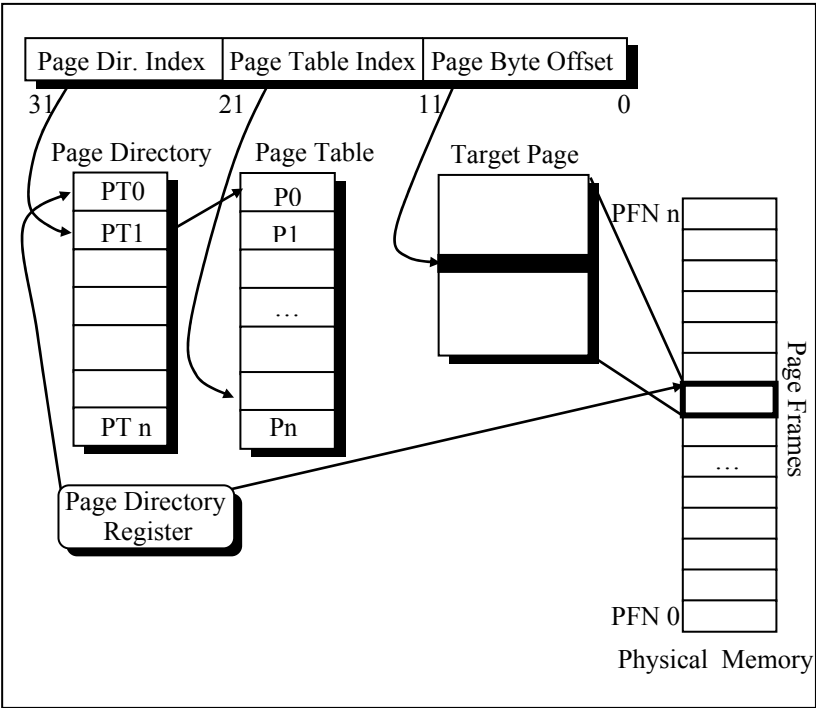 Page Dir. Index Page Table Index Page Byte Offset
31 21 11 0
Page Directory Page Table Target Page
PT0 P0
PFN n
PT1 P1
…
PT n Pn
Page Frames
…
Page Directory
Register
PFN 0
Physical Memory